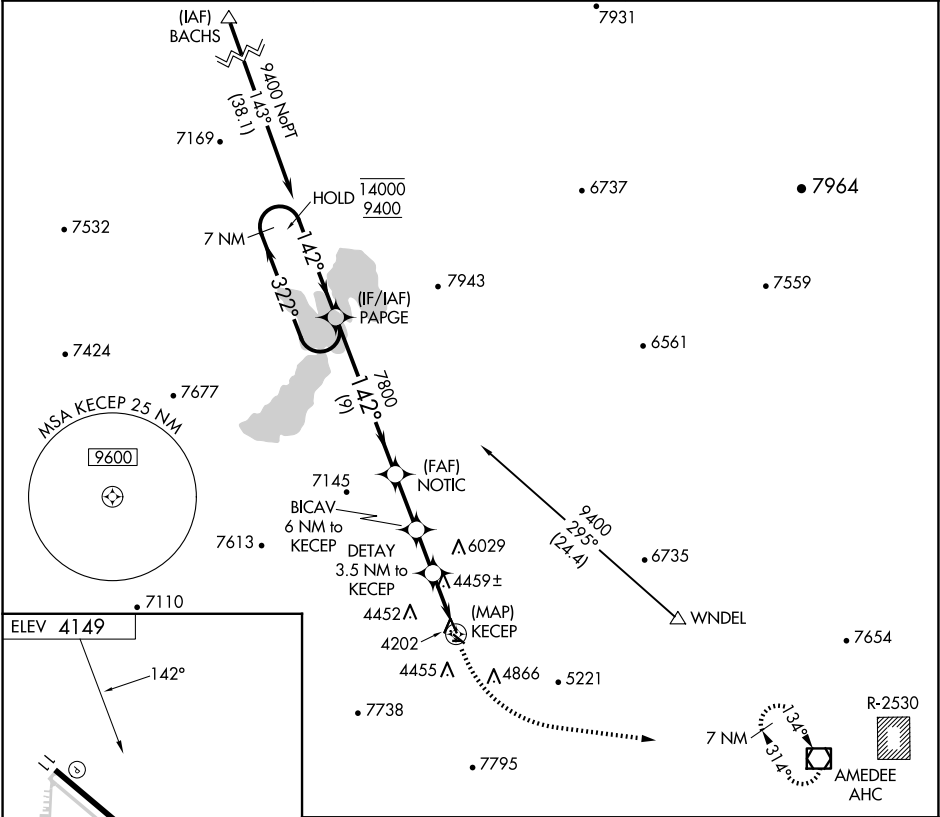 (IAF)
BACHS
7931
9400 NoPT
143°
(38.1)
7169
HOLD 14000
9400
6737
7964
7532
7 NM
142°
322°
7943
7559
(IF/IAF)
PAPGE
6561
7424
7677
7800
142°
(9)
MSA KECEP 25 NM
9600
(FAF)
NOTIC
7145
BICAV
6 NM to
KECEP
9400
295°
(24.4)
7613
6029
6735
DETAY
3.5 NM to
KECEP
4459±
7110
4452
(MAP)
KECEP
WNDEL
ELEV 4149
4202
7654
142°
4455
4866
5221
7738
R-2530
134°
7 NM
314°
7795
AMEDEE
AHC
11
P